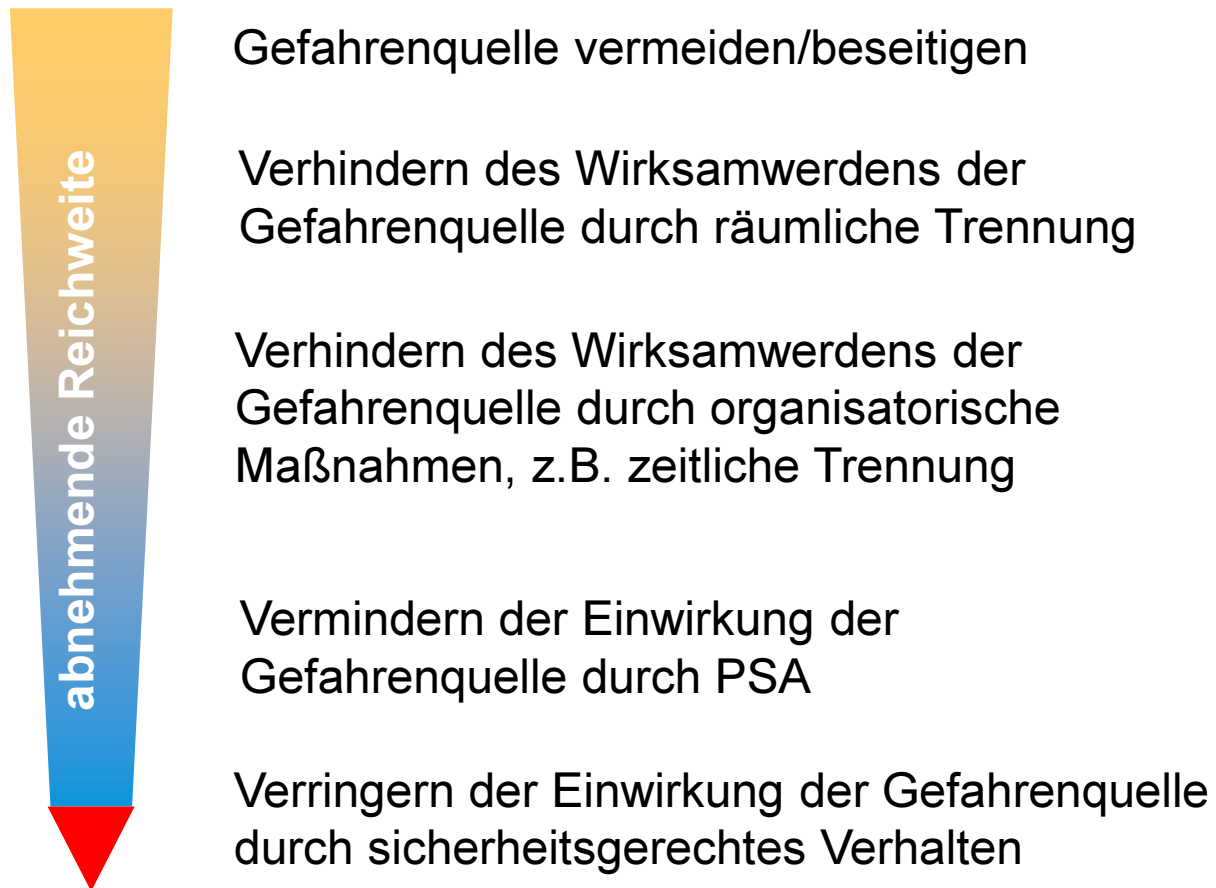 abnehmende Reichweite
Gefahrenquelle vermeiden/beseitigen
Verhindern des Wirksamwerdens der
Gefahrenquelle durch räumliche Trennung
Verhindern des Wirksamwerdens der
Gefahrenquelle durch organisatorische
Maßnahmen, z.B. zeitliche Trennung
Vermindern der Einwirkung der
Gefahrenquelle durch PSA
Verringern der Einwirkung der Gefahrenquelle
durch sicherheitsgerechtes Verhalten